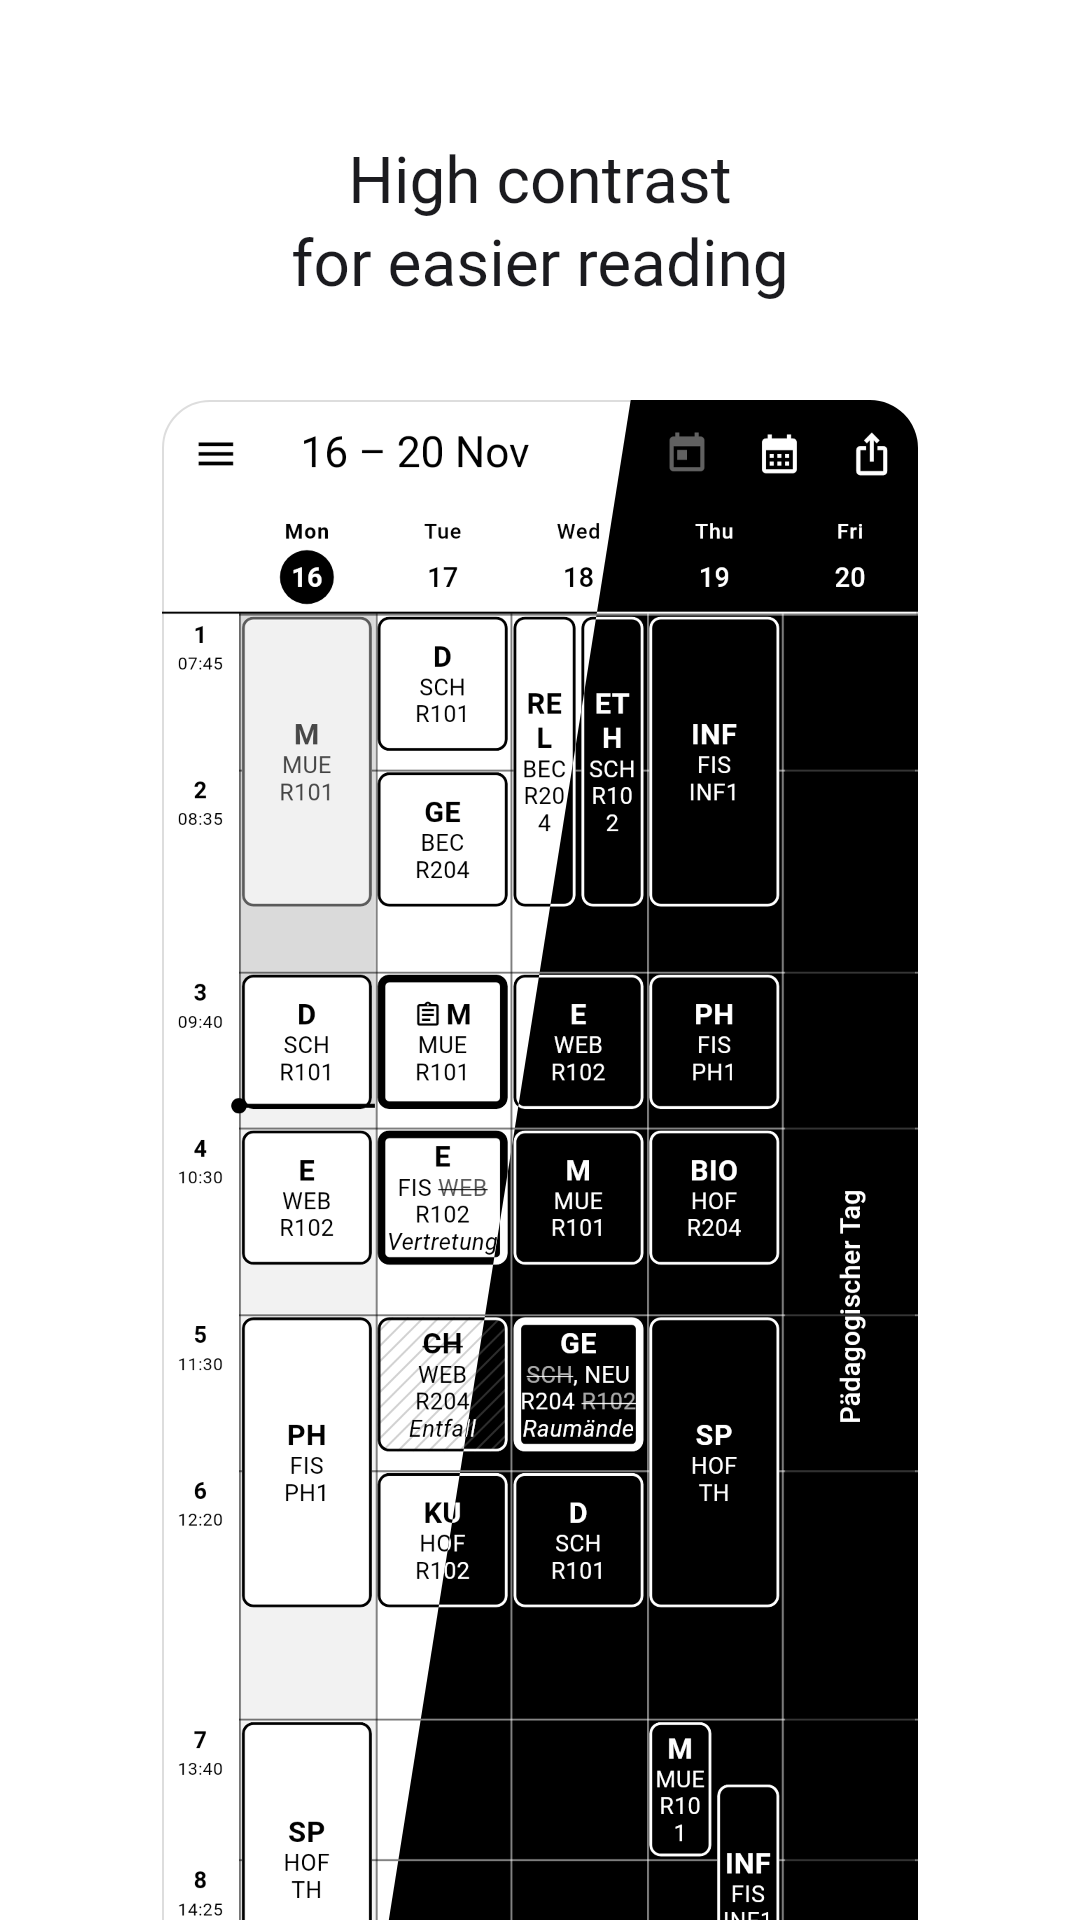 High contrast
for easier reading
16 – 20 Nov
Mon Tue Wed Thu Fri
16 17 18 19 20
1
07:45
M
MUE
R101
D
SCH
R101
RE
L
BEC
R20
4
ET
H
SCH
R10
2
INF
FIS
INF1
2
08:35
GE
BEC
R204
3
09:40
D
SCH
R101
M
MUE
R101
E
WEB
R102
PH
FIS
PH1
4
10:30
E
WEB
R102
E
FIS WEB
R102
Vertretung
M
MUE
R101
BIO
HOF
R204
Pädagogischer Tag
5
11:30
PH
FIS
PH1
CH
WEB
R204
Entfall
GE
SCH, NEU
R204 R102
Raumände
SP
HOF
TH
6
12:20
KU
HOF
R102
D
SCH
R101
7
13:40
SP
HOF
TH
M
MUE
R10
1
INF
FIS
INF1
8
14:25